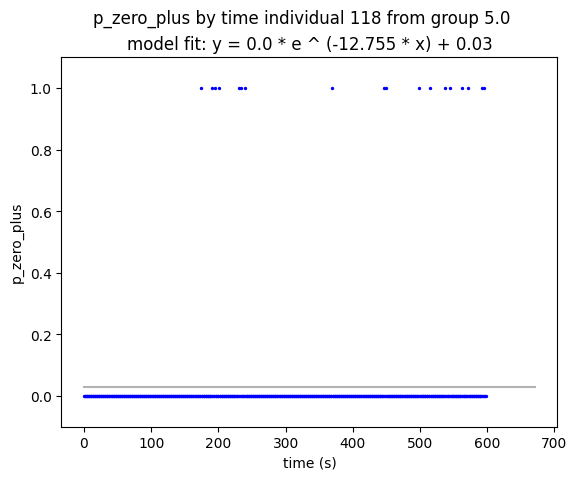 p_zero_plus by time individual 118 from group 5.0
model fit: y = 0.0 * e ^ (-12.755 * x) + 0.03
1.0
0.8
0.6
0.4
0.2
0.0
p_zero_plus
0 100 200 300 400 500 600 700
time (s)